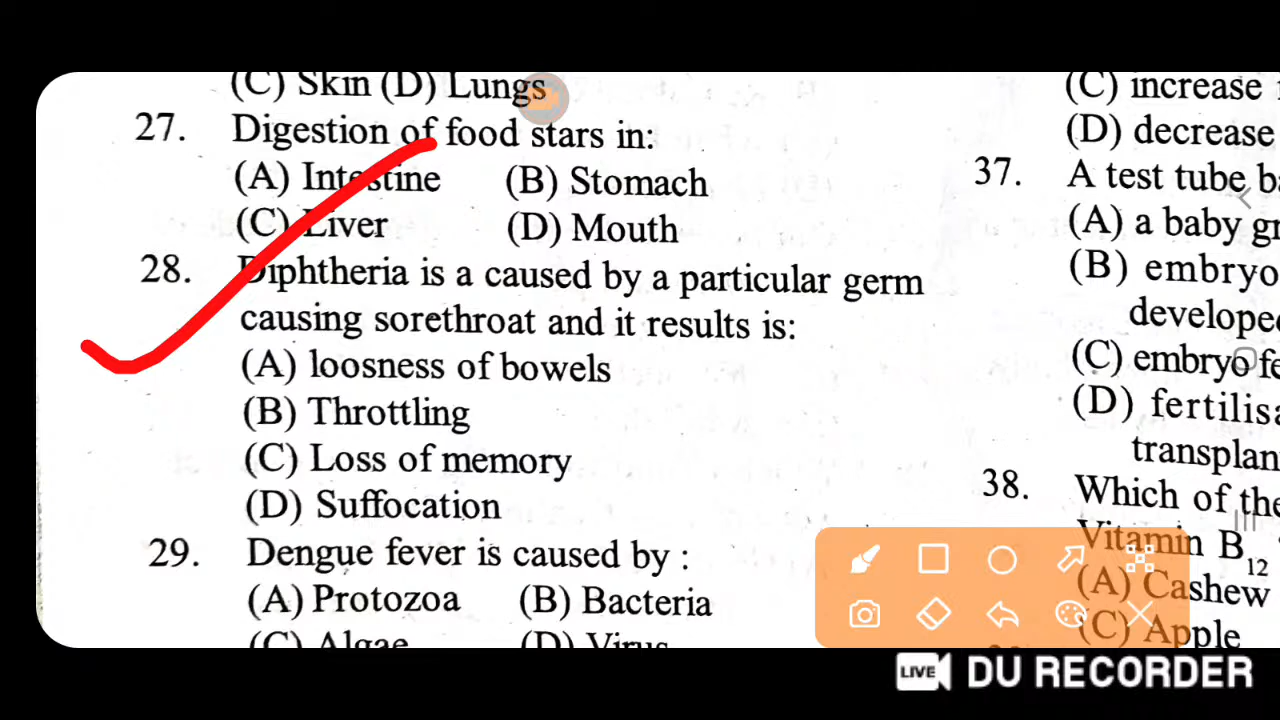 (C) Skin (D) Lungs
27. Digestion of food stars in:
(A) Intestine (B) Stomach
(C) Liver (D) Mouth
28. Diphtheria is a caused by a particular germ
causing sorethroat and it results is:
(A) loosness of bowels
(B) Throttling
(C) Loss of memory
(D) Suffocation
29. Dengue fever is caused by :
(A) Protozoa (B) Bacteria
(C) Algae (D) Virus
(C) increase
(D) decrease
37. A test tube
(A) a baby
(B) embryo
(C) embryo
(D)
38. Which of the
Vitamin B12
(A) Cashew
(C) Apple
LIVE DU RECORDER